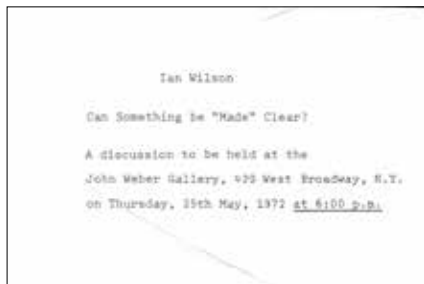 Ian Wilson
Can Something be "Made" Clear?
A discussion to be held at the
John Weber Gallery, 420 West Broadway, N.Y.
on Thursday, 25th May, 1972 at 6:00 p.m.